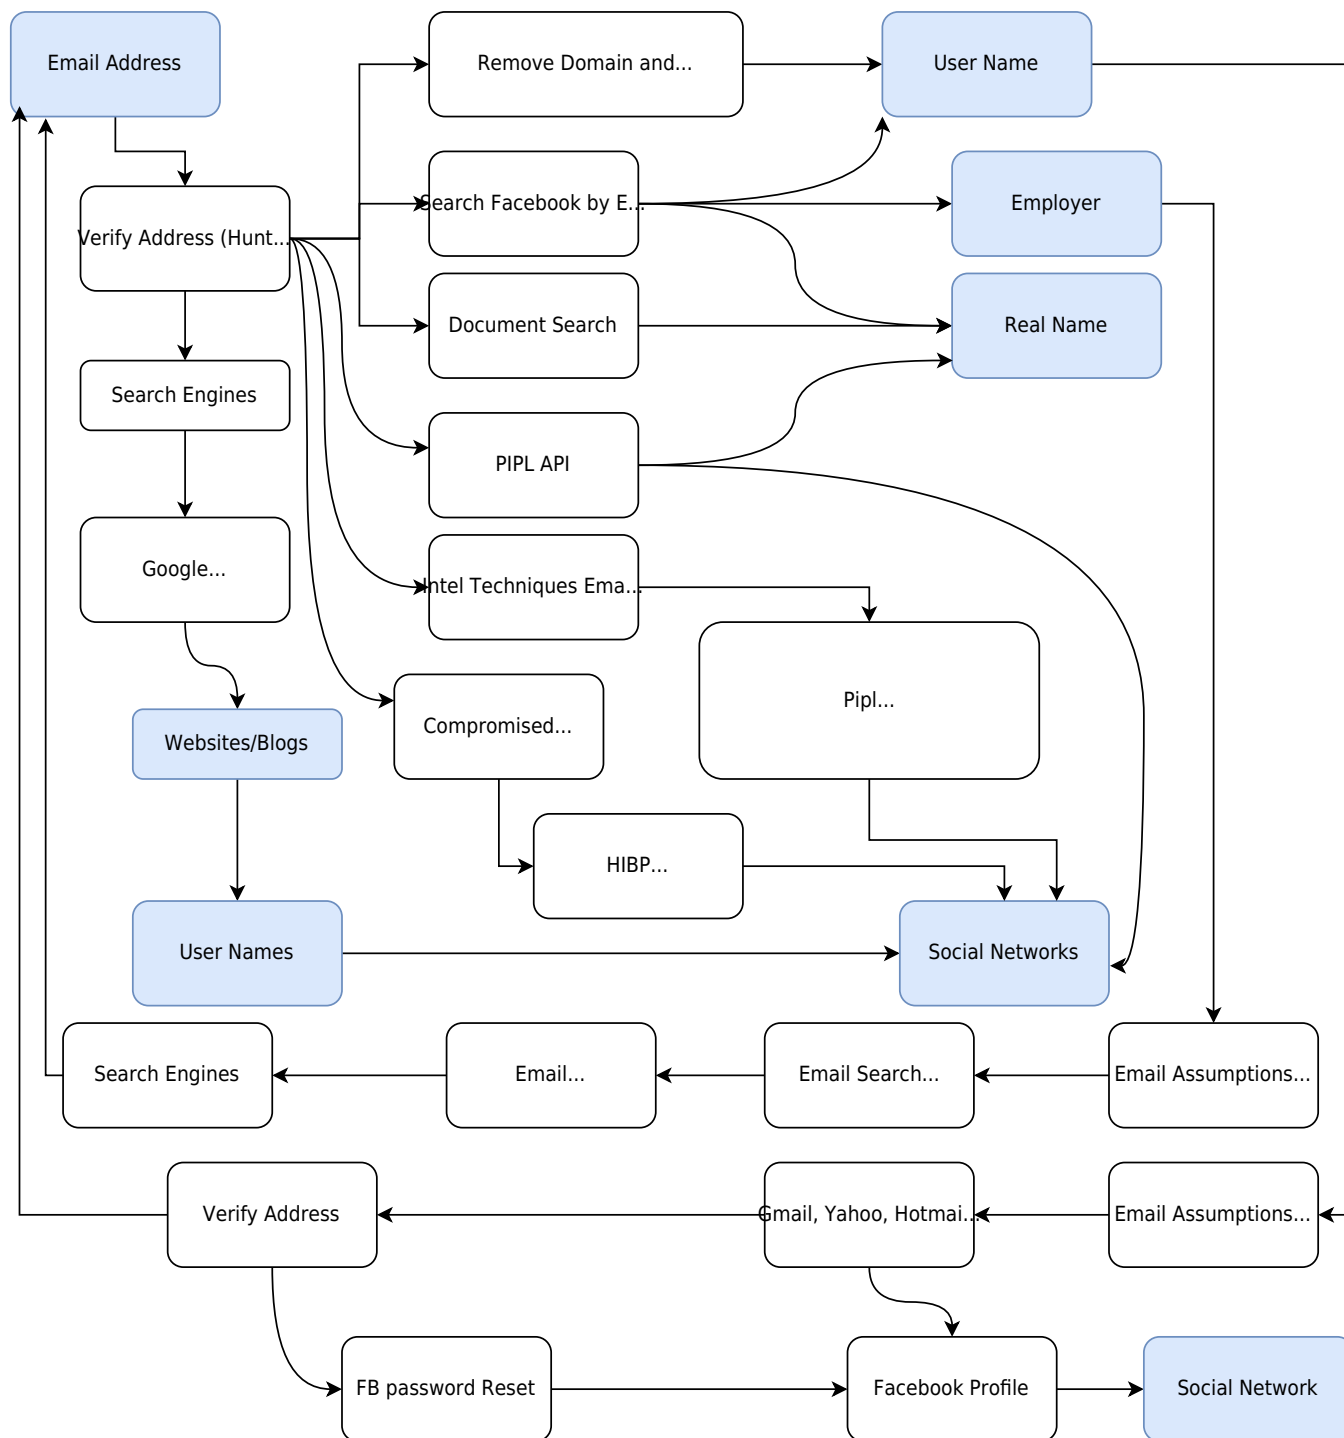 Email Address
Remove Domain and...
User Name
Search Facebook by E...
Employer
Verify Address (Hunt...
Document Search
Real Name
Search Engines
PIPL API
Google...
Intel Techniques Ema...
Pipl...
Compromised...
Websites/Blogs
HIBP...
User Names
Social Networks
Search Engines
Email...
Email Search...
Email Assumptions...
Verify Address
Gmail, Yahoo, Hotmai...
Email Assumptions...
FB password Reset
Facebook Profile
Social Network